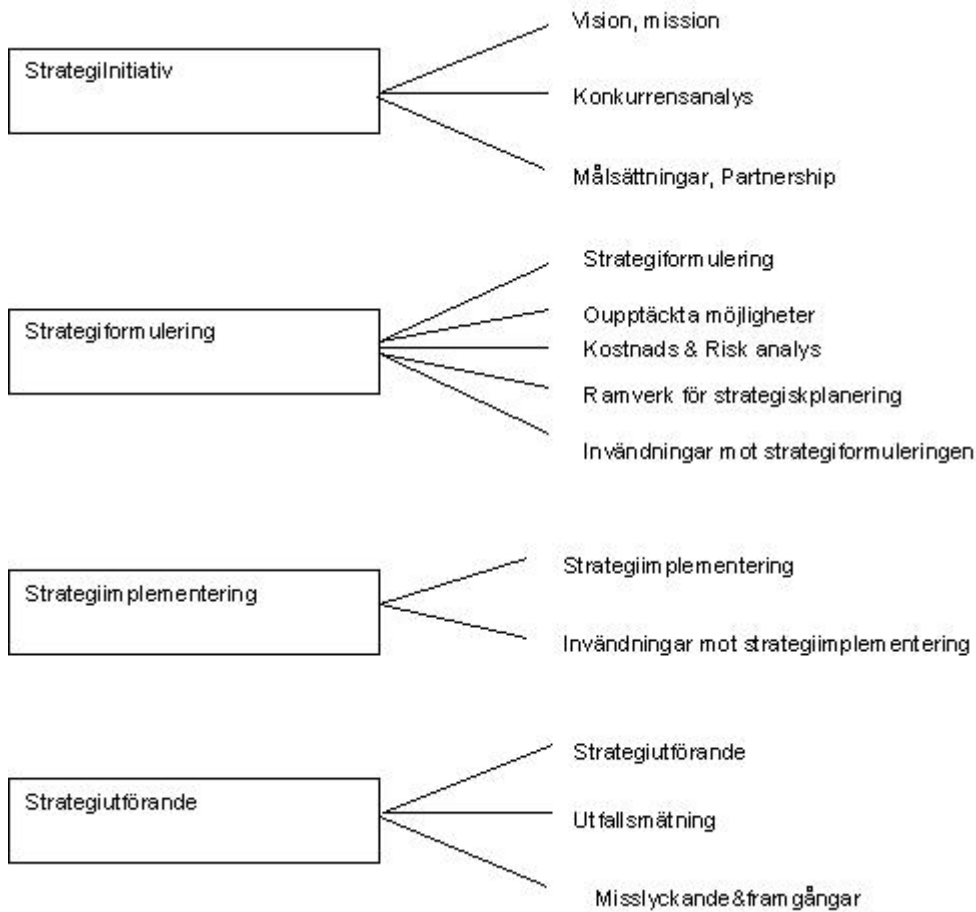 StrategiInitiativ
Vision, mission
Konkurrensanalys
Målsättningar, Partnership
Strategiformulering
Strategiformulering
Oupptäckta möjligheter
Kostnads & Risk analys
Ramverk för strategiskplanering
Invändningar mot strategiformuleringen
Strategiimplementering
Strategiimplementering
Invändningar mot strategiimplementering
Strategiutförande
Strategiutförande
Utfallsmätning
Misslyckande&framgångar